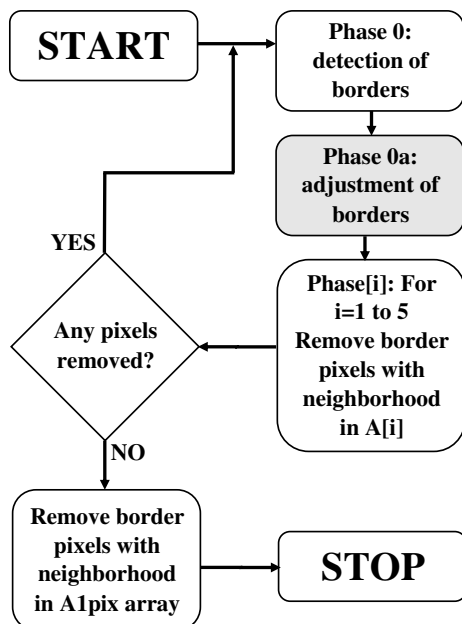 START
Phase 0:
detection of
borders
Phase 0a:
adjustment of
borders
Phase[i]: For
i=1 to 5
Remove border
pixels with
neighborhood
in A[i]
YES
Any pixels
removed?
NO
Remove border
pixels with
neighborhood
in A1pix array
STOP